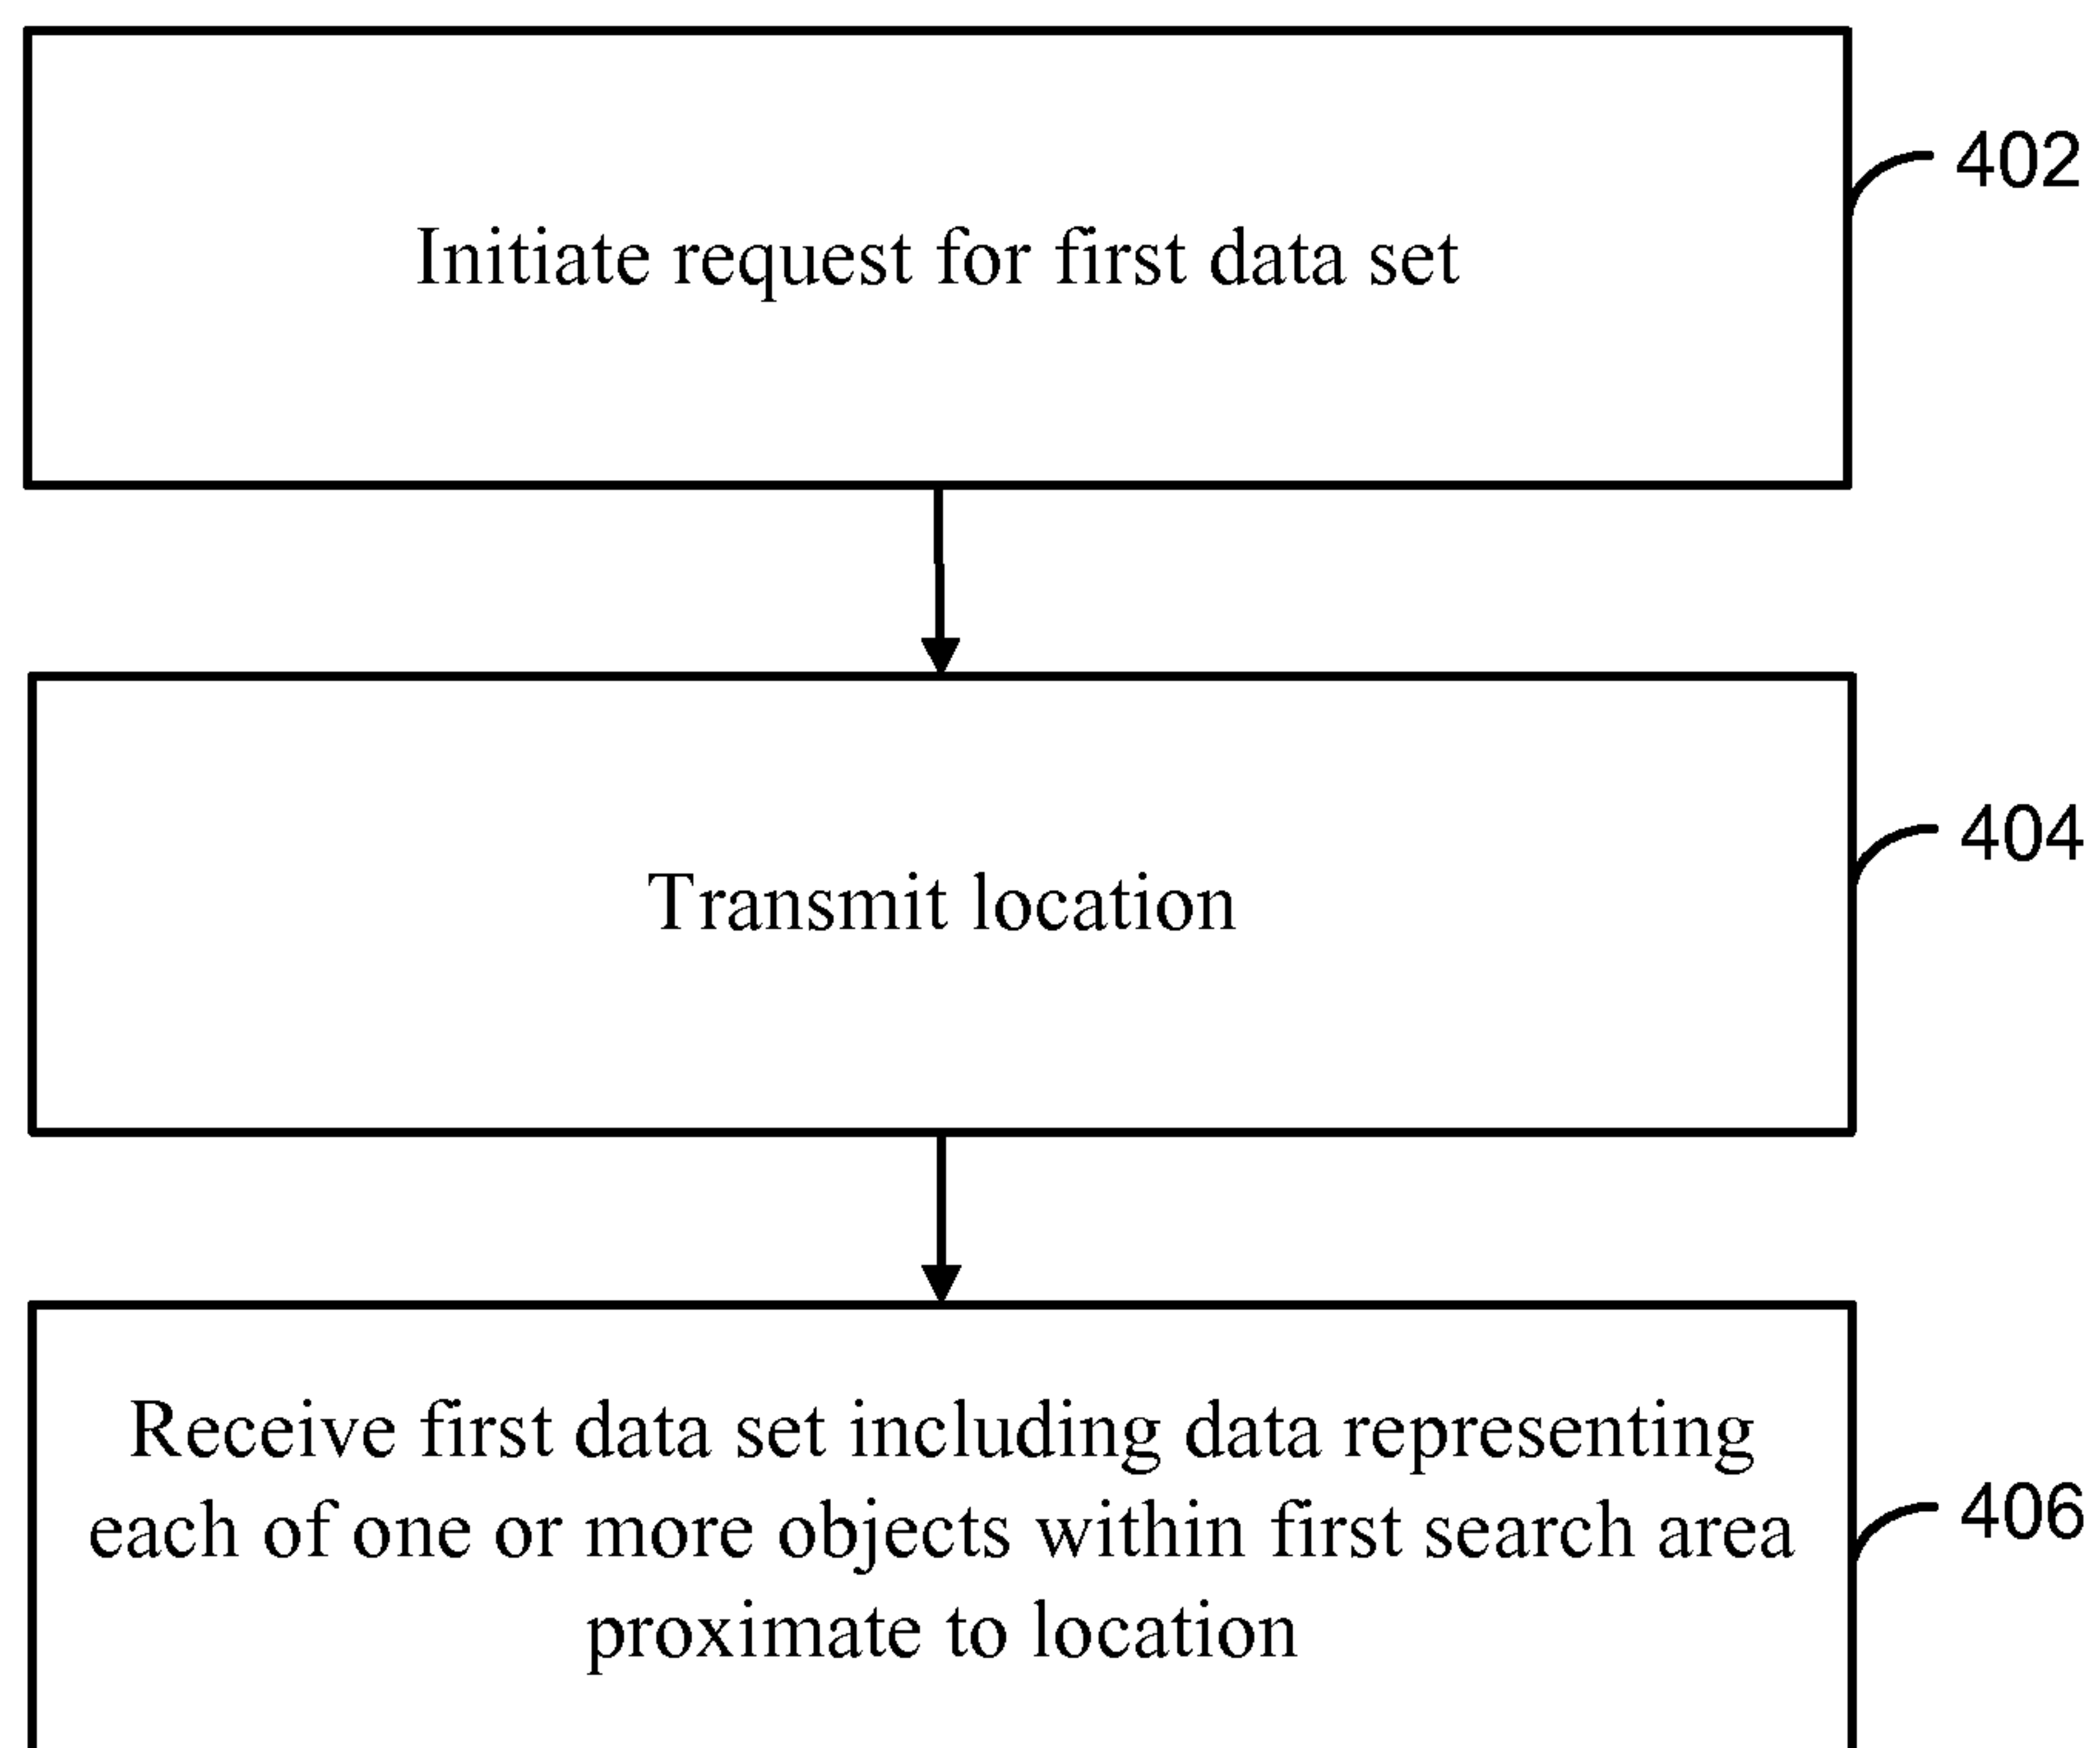 402
Initiate request for first data set
404
Transmit location
Receive first data set including data representing
each of one or more objects within first search area
406
proximate to location